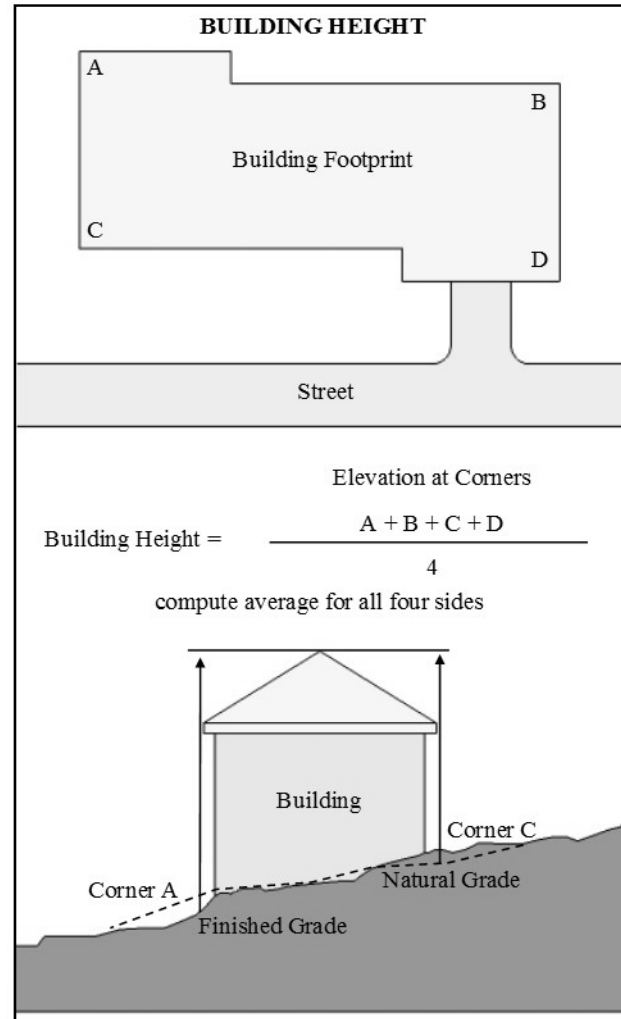 BUILDING HEIGHT
A
B
Building Footprint
C
D
Street
Elevation at Corners
Building Height =
A + B + C + D
4
compute average for all four sides
Building
Corner C
Corner A
Natural Grade
Finished Grade